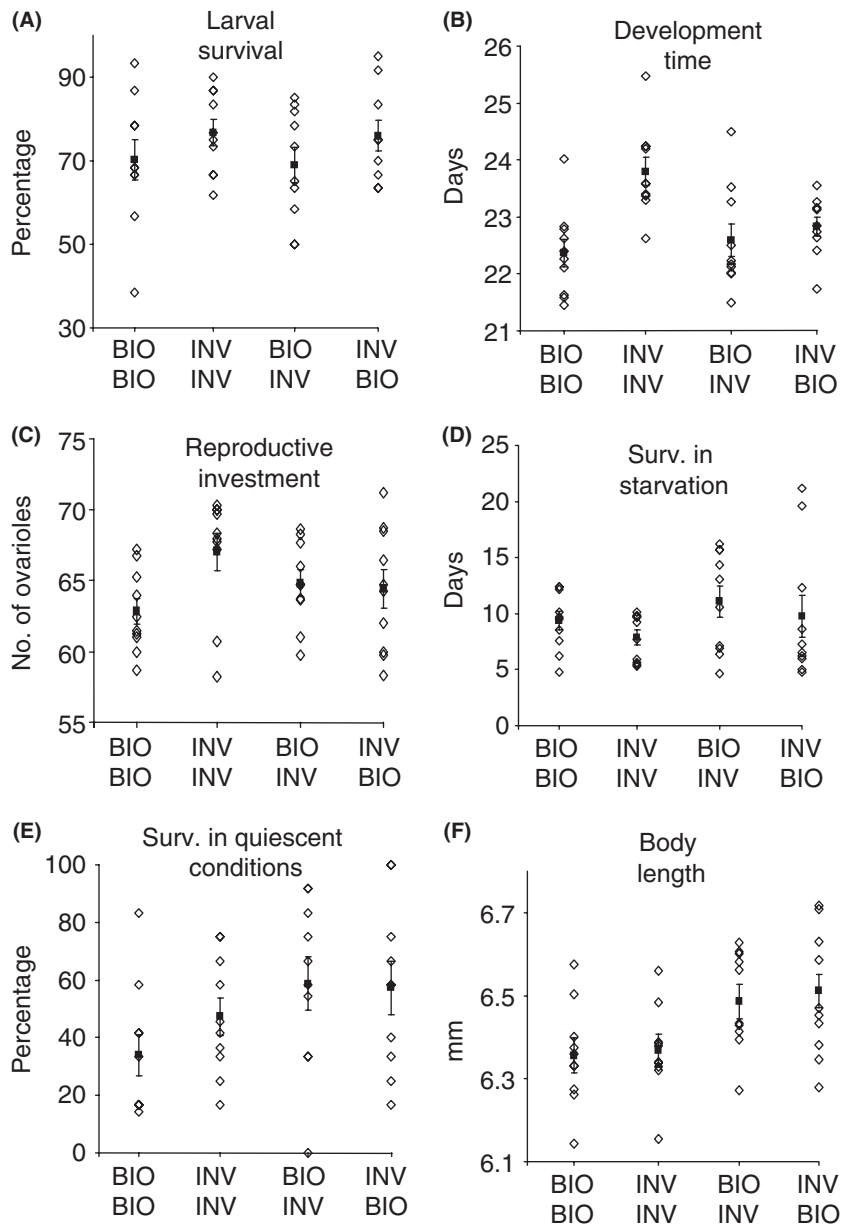 (A)
Larval
survival
Percentage
90
70
50
30
BIO INV BIO INV
BIO INV INV BIO
(B)
Development
time
Days
26
25
24
23
22
21
BIO INV BIO INV
BIO INV INV BIO
(C)
Reproductive
investment
No. of ovarioles
75
70
65
60
55
BIO INV BIO INV
BIO INV INV BIO
(D)
Surv. in
starvation
Days
25
20
15
10
5
0
BIO INV BIO INV
BIO INV INV BIO
(E)
Surv. in quiescent
conditions
Percentage
100
80
60
40
20
0
BIO INV BIO INV
BIO INV INV BIO
(F)
Body
length
mm
6.7
6.5
6.3
6.1
BIO INV BIO INV
BIO INV INV BIO